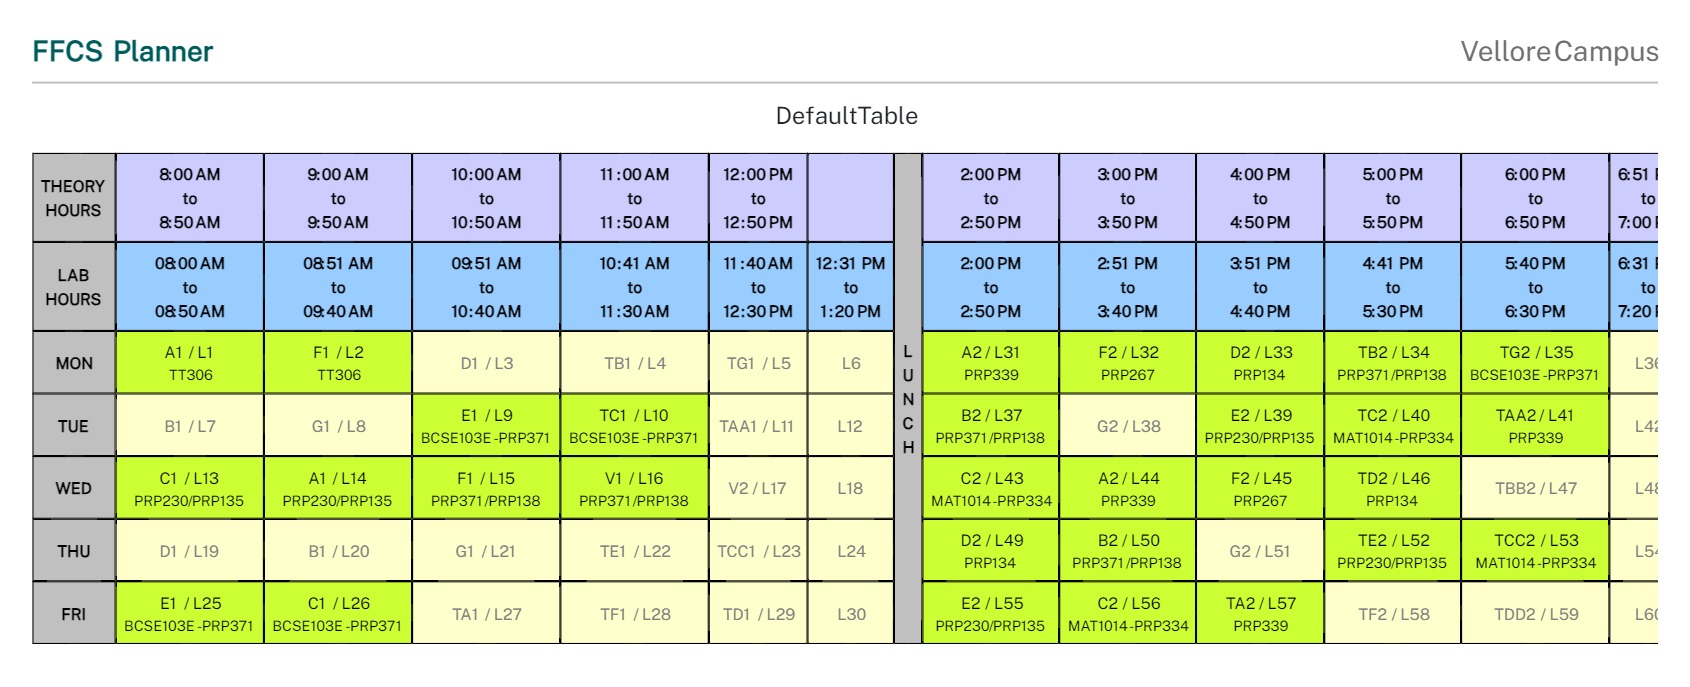 FFCS Planner
Vellore Campus
DefaultTable
THEORY HOURS 8:00 AM to 8:50 AM 9:00 AM to 9:50 AM 10:00 AM to 10:50 AM 11:00 AM to 11:50 AM 12:00 PM to 12:50 PM LUNCH 2:00 PM to 2:50 PM 3:00 PM to 3:50 PM 4:00 PM to 4:50 PM 5:00 PM to 5:50 PM 6:00 PM to 6:50 PM 6:51 to 7:00
LAB HOURS 08:00 AM to 08:50 AM 08:51 AM to 09:40 AM 09:51 AM to 10:40 AM 10:41 AM to 11:30 AM 11:40 AM to 12:30 PM 12:31 PM to 1:20 PM 2:00 PM to 2:50 PM 2:51 PM to 3:40 PM 3:51 PM to 4:40 PM 4:41 PM to 5:30 PM 5:40 PM to 6:30 PM 6:31 to 7:20
MON A1 / L1 TT306 F1 / L2 TT306 D1 / L3 TB1 / L4 TG1 / L5 L6 A2 / L31 PRP339 F2 / L32 PRP267 D2 / L33 PRP134 TB2 / L34 PRP371/PRP138 TG2 / L35 BCSE103E-PRP371 L36
TUE B1 / L7 G1 / L8 E1 / L9 BCSE103E-PRP371 TC1 / L10 BCSE103E-PRP371 TAA1 / L11 L12 B2 / L37 PRP371/PRP138 G2 / L38 E2 / L39 PRP230/PRP135 TC2 / L40 MAT1014-PRP334 TAA2 / L41 PRP339 L42
WED C1 / L13 PRP230/PRP135 A1 / L14 PRP230/PRP135 F1 / L15 PRP371/PRP138 V1 / L16 PRP371/PRP138 V2 / L17 L18 C2 / L43 MAT1014-PRP334 A2 / L44 PRP339 F2 / L45 PRP267 TD2 / L46 PRP134 TBB2 / L47 L48
THU D1 / L19 B1 / L20 G1 / L21 TE1 / L22 TCC1 / L23 L24 D2 / L49 PRP134 B2 / L50 PRP371/PRP138 G2 / L51 TE2 / L52 PRP230/PRP135 TCC2 / L53 MAT1014-PRP334 L54
FRI E1 / L25 BCSE103E-PRP371 C1 / L26 BCSE103E-PRP371 TA1 / L27 TF1 / L28 TD1 / L29 L30 E2 / L55 PRP230/PRP135 C2 / L56 MAT1014-PRP334 TA2 / L57 PRP339 TF2 / L58 TDD2 / L59 L60